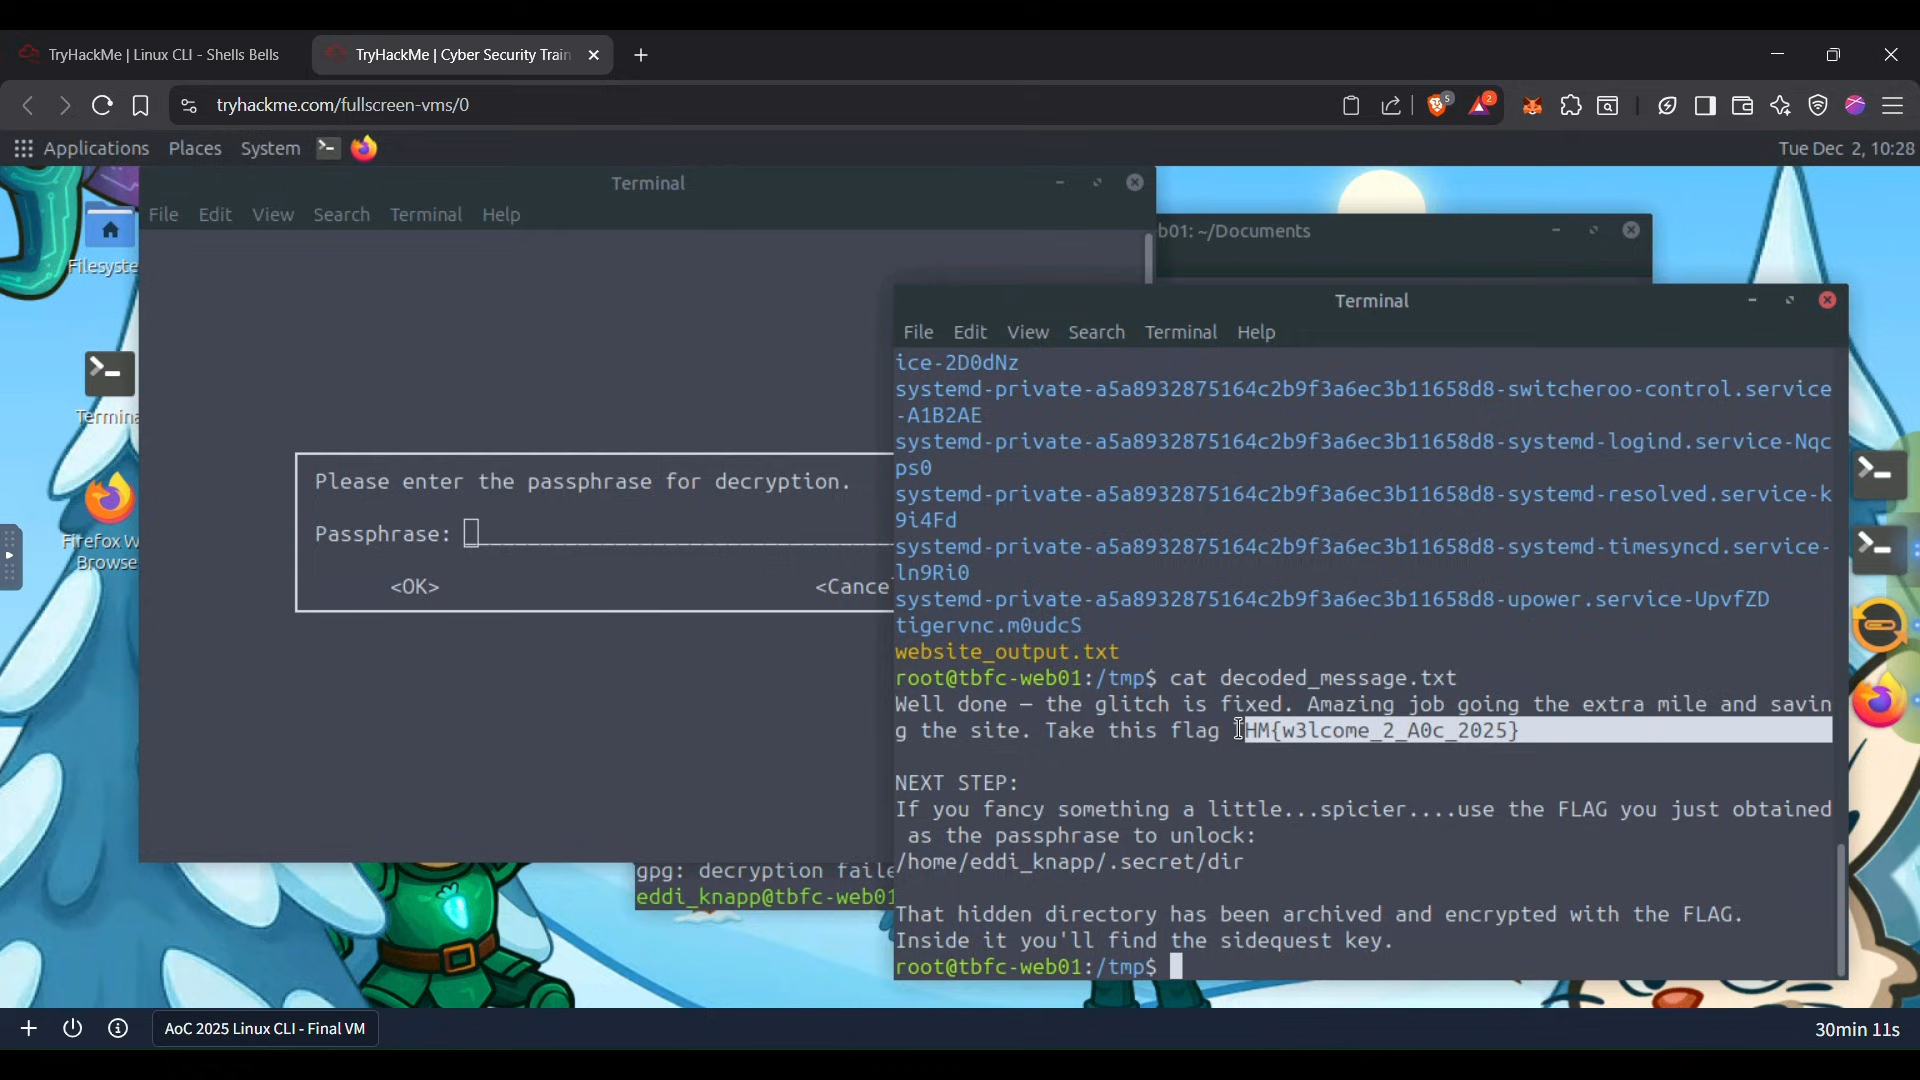 TryHackMe | Linux CLI - Shells Bells
TryHackMe | Cyber Security Train
tryhackme.com/fullscreen-vms/0
5
2
Applications Places System
Tue Dec 2, 10:28
Terminal
File Edit View Search Terminal Help
b01: ~/Documents
Filesyste
Termina
Firefox W
Browse
Please enter the passphrase for decryption.
Passphrase:
<OK> <Cance
gpg: decryption faile
eddi_knapp@tbfc-web01
Terminal
File Edit View Search Terminal Help
ice-2D0dNz
systemd-private-a5a8932875164c2b9f3a6ec3b11658d8-switcheroo-control.service
-A1B2AE
systemd-private-a5a8932875164c2b9f3a6ec3b11658d8-systemd-logind.service-Nqc
ps0
systemd-private-a5a8932875164c2b9f3a6ec3b11658d8-systemd-resolved.service-k
9i4Fd
systemd-private-a5a8932875164c2b9f3a6ec3b11658d8-systemd-timesyncd.service-
ln9Ri0
systemd-private-a5a8932875164c2b9f3a6ec3b11658d8-upower.service-UpvfZD
tigervnc.m0udcS
website_output.txt
root@tbfc-web01:/tmp$ cat decoded_message.txt
Well done — the glitch is fixed. Amazing job going the extra mile and savin
g the site. Take this flag HM{w3lcome_2_A0c_2025}
NEXT STEP:
If you fancy something a little...spicier....use the FLAG you just obtained
as the passphrase to unlock:
/home/eddi_knapp/.secret/dir
That hidden directory has been archived and encrypted with the FLAG.
Inside it you'll find the sidequest key.
root@tbfc-web01:/tmp$
AoC 2025 Linux CLI - Final VM
30min 11s